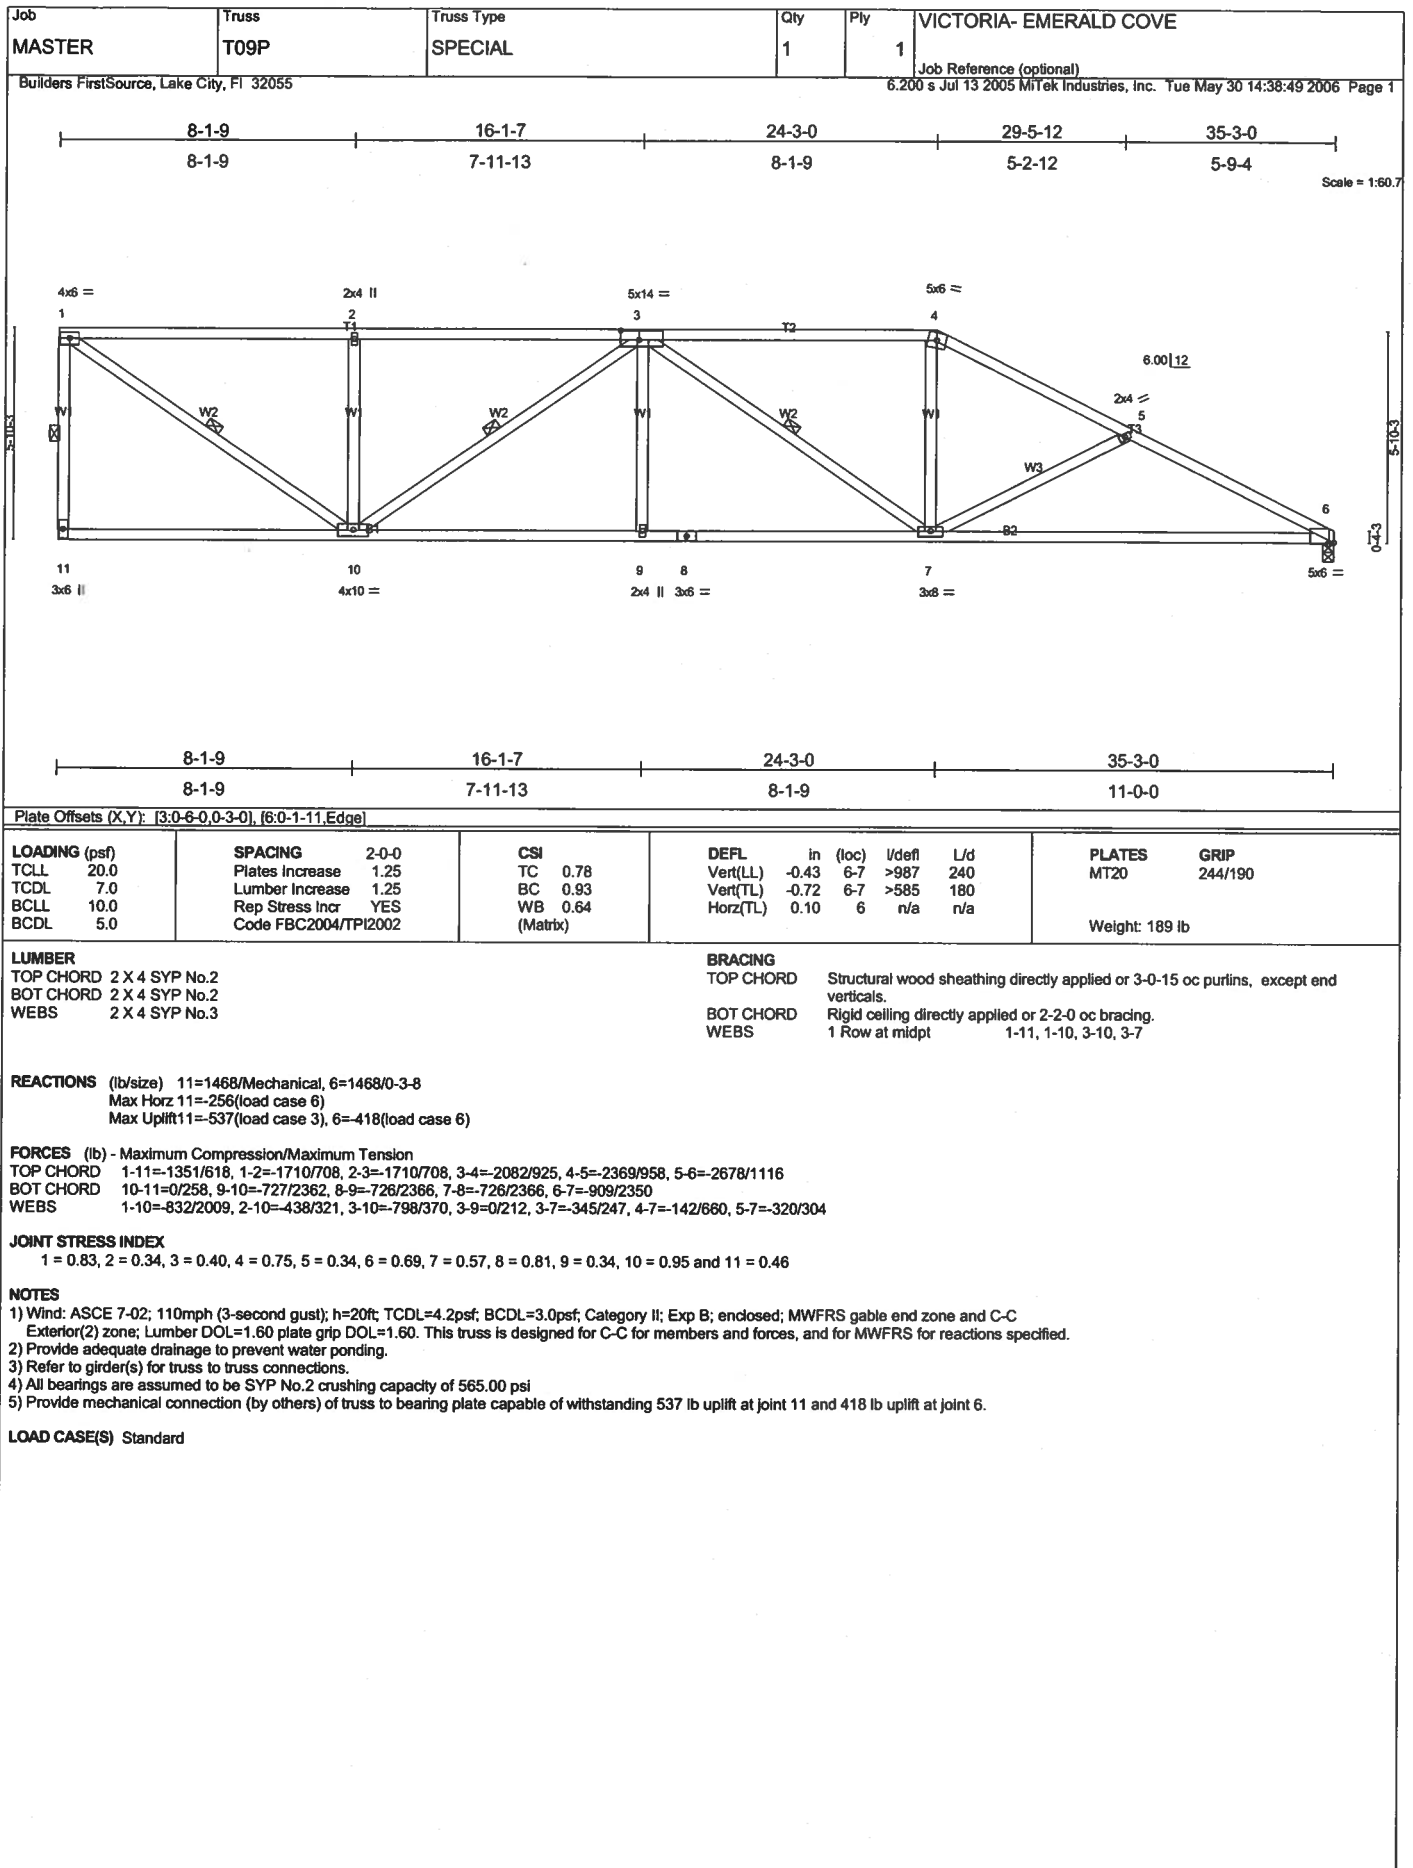 Job Truss Truss Type Qty Ply VICTORIA- EMERALD COVE
MASTER T09P SPECIAL 1 1
Job Reference (optional)
Builders FirstSource, Lake City, Fl 32055 6.200 s Jul 13 2005 MiTek Industries, Inc. Tue May 30 14:38:49 2006 Page 1
8-1-9 16-1-7 24-3-0 29-5-12 35-3-0
8-1-9 7-11-13 8-1-9 5-2-12 5-9-4
Scale = 1:60.7
4x6 = 2x4 || 5x14 = 5x6 =
1 2 3 4
T1 T2
6.00 12
2x4 =
5
T3
W1 W2 W1 W2 W1 W2 W1
5-10-3 5-10-3
W3
6
B1 B2
0-4-3
11 10 9 8 7
3x6 || 4x10 = 2x4 || 3x6 = 3x8 = 5x6 =
8-1-9 16-1-7 24-3-0 35-3-0
8-1-9 7-11-13 8-1-9 11-0-0
Plate Offsets (X,Y): [3:0-6-0,0-3-0], [6:0-1-11,Edge]
LOADING (psf) SPACING 2-0-0 CSI DEFL in (loc) l/defl L/d PLATES GRIP
TCLL 20.0 Plates Increase 1.25 TC 0.78 Vert(LL) -0.43 6-7 >987 240 MT20 244/190
TCDL 7.0 Lumber Increase 1.25 BC 0.93 Vert(TL) -0.72 6-7 >585 180
BCLL 10.0 Rep Stress Incr YES WB 0.64 Horz(TL) 0.10 6 n/a n/a
BCDL 5.0 Code FBC2004/TPI2002 (Matrix) Weight: 189 lb
LUMBER BRACING
TOP CHORD 2 X 4 SYP No.2 TOP CHORD Structural wood sheathing directly applied or 3-0-15 oc purlins, except end
BOT CHORD 2 X 4 SYP No.2 verticals.
WEBS 2 X 4 SYP No.3 BOT CHORD Rigid ceiling directly applied or 2-2-0 oc bracing.
WEBS 1 Row at midpt 1-11, 1-10, 3-10, 3-7
REACTIONS (lb/size) 11=1468/Mechanical, 6=1468/0-3-8
Max Horz 11=-256(load case 6)
Max Uplift11=-537(load case 3), 6=-418(load case 6)
FORCES (lb) - Maximum Compression/Maximum Tension
TOP CHORD 1-11=-1351/618, 1-2=-1710/708, 2-3=-1710/708, 3-4=-2082/925, 4-5=-2369/958, 5-6=-2678/1116
BOT CHORD 10-11=0/258, 9-10=-727/2362, 8-9=-726/2366, 7-8=-726/2366, 6-7=-909/2350
WEBS 1-10=-832/2009, 2-10=-438/321, 3-10=-798/370, 3-9=0/212, 3-7=-345/247, 4-7=-142/660, 5-7=-320/304
JOINT STRESS INDEX
1 = 0.83, 2 = 0.34, 3 = 0.40, 4 = 0.75, 5 = 0.34, 6 = 0.69, 7 = 0.57, 8 = 0.81, 9 = 0.34, 10 = 0.95 and 11 = 0.46
NOTES
1) Wind: ASCE 7-02; 110mph (3-second gust); h=20ft; TCDL=4.2psf; BCDL=3.0psf; Category II; Exp B; enclosed; MWFRS gable end zone and C-C
Exterior(2) zone; Lumber DOL=1.60 plate grip DOL=1.60. This truss is designed for C-C for members and forces, and for MWFRS for reactions specified.
2) Provide adequate drainage to prevent water ponding.
3) Refer to girder(s) for truss to truss connections.
4) All bearings are assumed to be SYP No.2 crushing capacity of 565.00 psi
5) Provide mechanical connection (by others) of truss to bearing plate capable of withstanding 537 lb uplift at joint 11 and 418 lb uplift at joint 6.
LOAD CASE(S) Standard